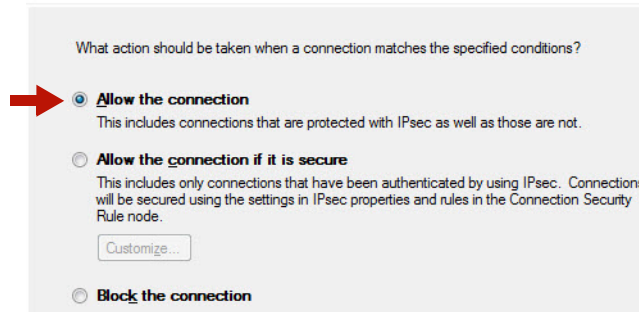 What action should be taken when a connection matches the specified conditions?
Allow the connection
This includes connections that are protected with IPsec as well as those are not.
Allow the connection if it is secure
This includes only connections that have been authenticated by using IPsec. Connections
will be secured using the settings in IPsec properties and rules in the Connection Security
Rule node.
Customize...
Block the connection